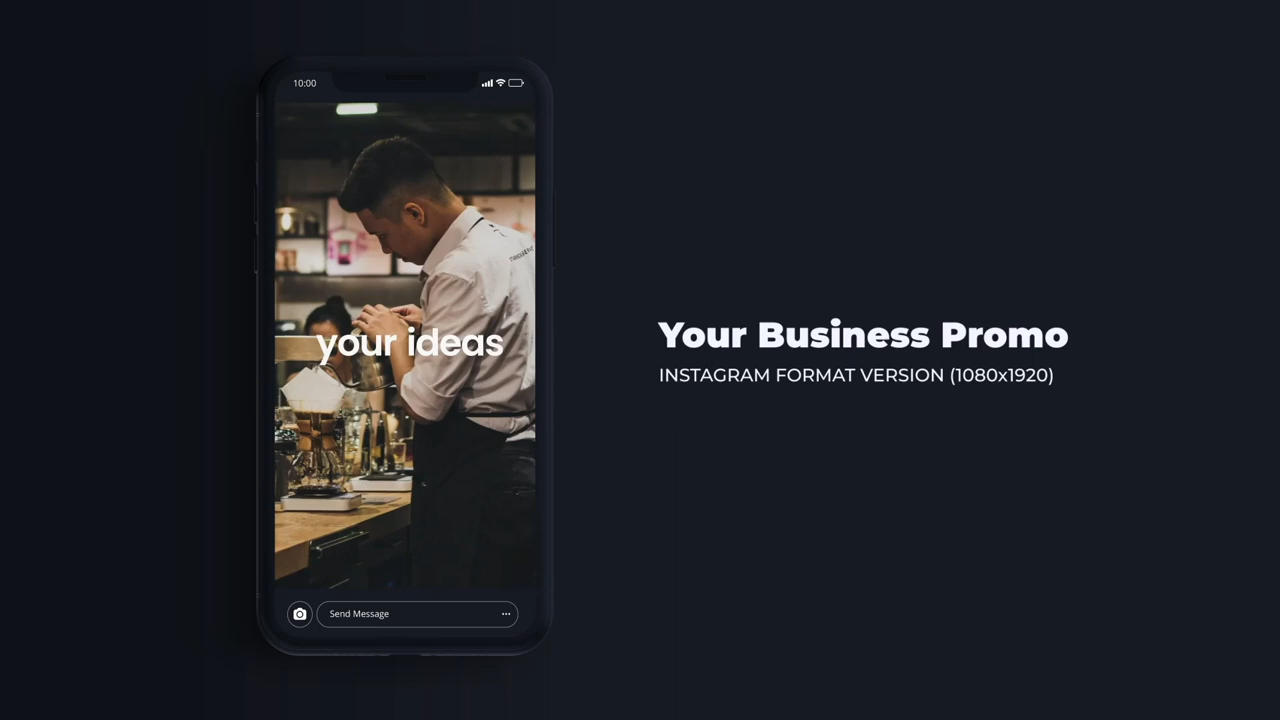 10:00
your ideas
Send Message
Your Business Promo
INSTAGRAM FORMAT VERSION (1080x1920)